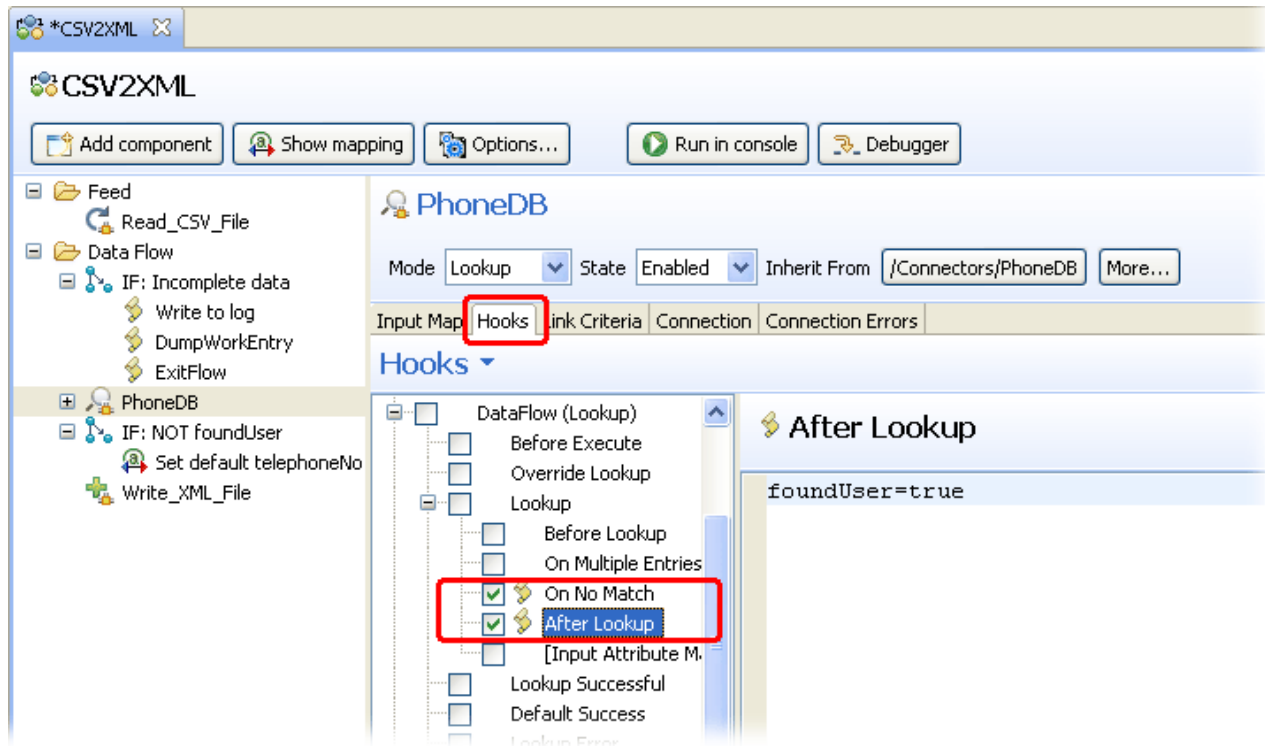 *CSV2XML
CSV2XML
Add component Show mapping Options... Run in console Debugger
Feed
Read_CSV_File
Data Flow
IF: Incomplete data
Write to log
DumpWorkEntry
ExitFlow
PhoneDB
IF: NOT foundUser
Set default telephoneNo
Write_XML_File
PhoneDB
Mode Lookup State Enabled Inherit From /Connectors/PhoneDB More...
Input Map Hooks Link Criteria Connection Connection Errors
Hooks
DataFlow (Lookup)
Before Execute
Override Lookup
Lookup
Before Lookup
On Multiple Entries
On No Match
After Lookup
[Input Attribute Ma
Lookup Successful
Default Success
Lookup Error
After Lookup
foundUser=true